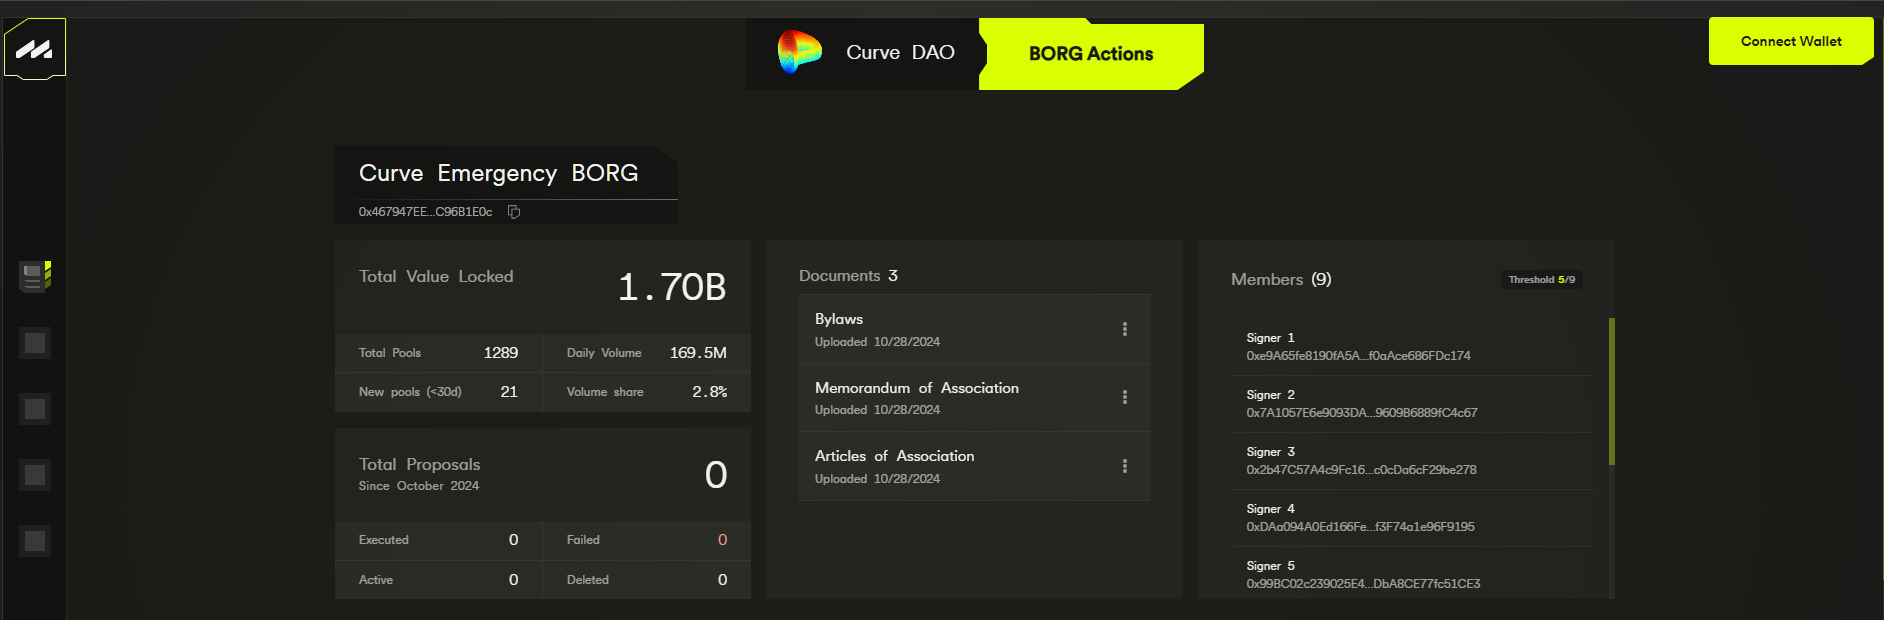 Curve DAO
BORG Actions
Connect Wallet
Curve Emergency BORG
0x467947EE...C96B1E0c
Total Value Locked
1.70B
Total Pools 1289
Daily Volume 169.5M
New pools (<30d) 21
Volume share 2.8%
Total Proposals
Since October 2024
0
Executed 0
Failed 0
Active 0
Deleted 0
Documents 3
Bylaws
Uploaded 10/28/2024
Memorandum of Association
Uploaded 10/28/2024
Articles of Association
Uploaded 10/28/2024
Members (9)
Threshold 5/9
Signer 1
0xe9A65fe8190fA5A...f0aAce686FDc174
Signer 2
0x7A1057E6e9093DA...9609B6889fC4c67
Signer 3
0x2b47C57A4c9Fc16...c0cDa6cF29be278
Signer 4
0xDAa094A0Ed166Fe...f3F74a1e96F9195
Signer 5
0x99BC02c239025E4...DbA8CE77fc51CE3